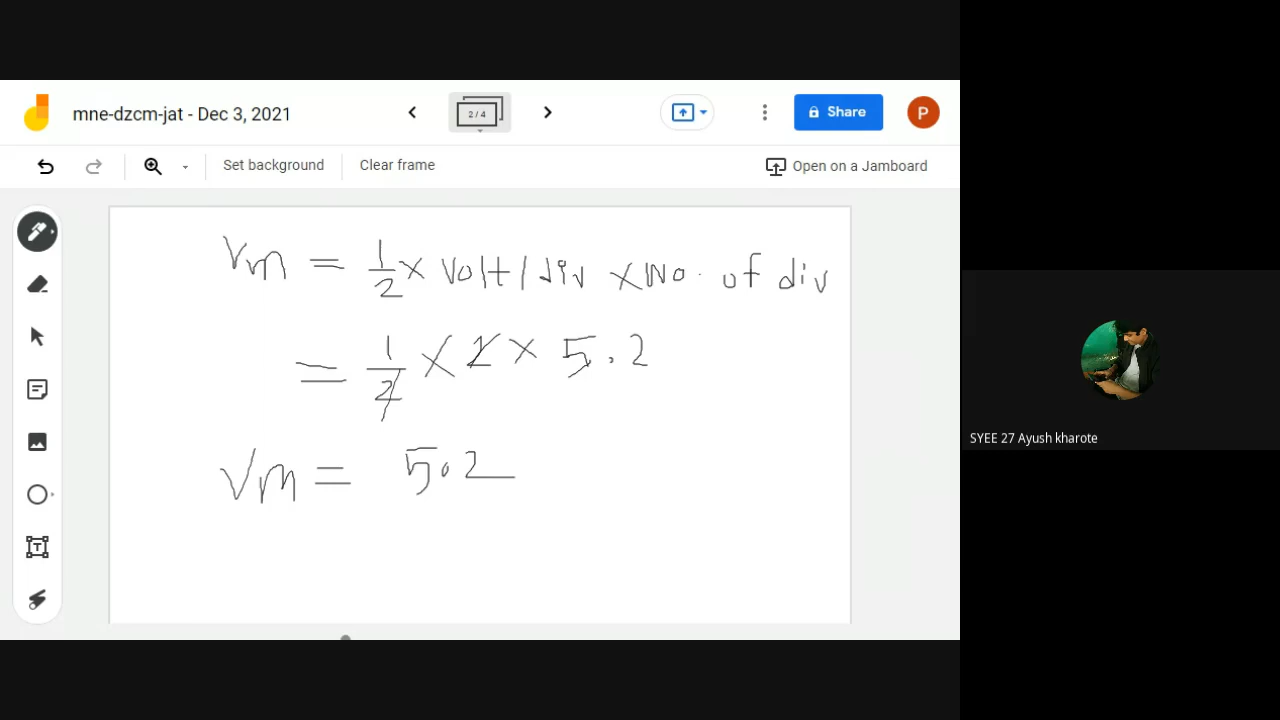 mne-dzcm-jat - Dec 3, 2021
2 / 4
Share
P
Set background
Clear frame
Open on a Jamboard
Vm = 1/2 × Volt / div × No. of div
= 1/2 × 2 × 5.2
Vm = 5.2
SYEE 27 Ayush kharote